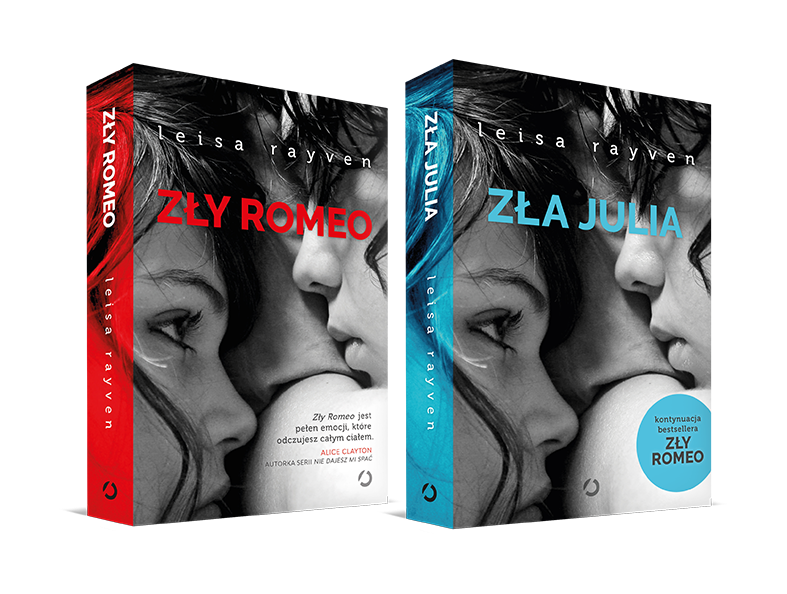 ZŁY ROMEO
leisa rayven
leisa rayven
ZŁY ROMEO
Zły Romeo jest
pełen emocji, które
odczujesz całym ciałem.
ALICE CLAYTON
AUTORKA SERII NIE DAJESZ MI SPAĆ
ZŁA JULIA
leisa rayven
leisa rayven
ZŁA JULIA
kontynuacja
bestsellera
ZŁY
ROMEO